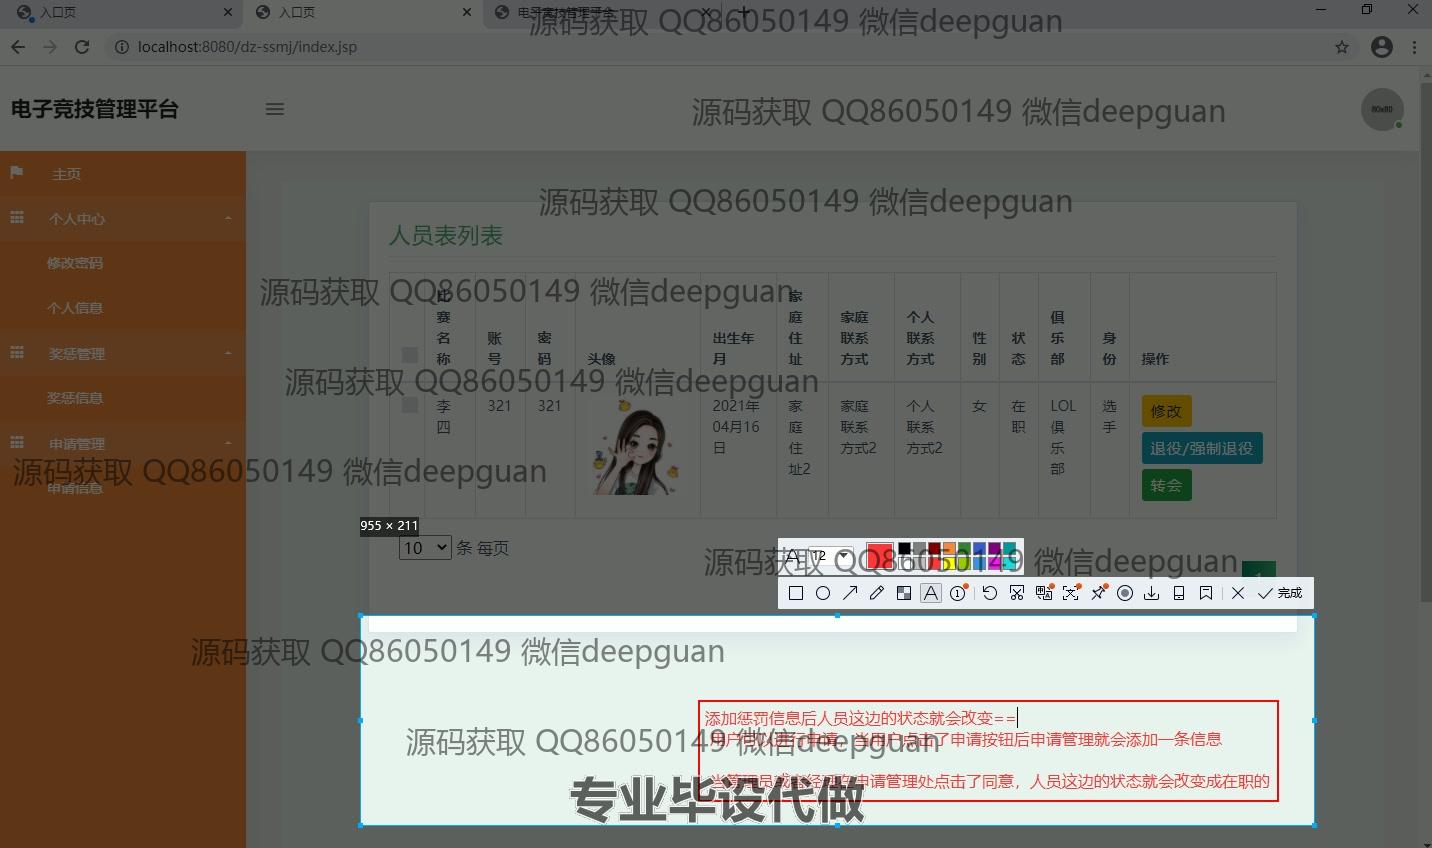 入口页
入口页
电子竞技管理平台
localhost:8080/dz-ssmj/index.jsp
源码获取 QQ86050149 微信deepguan
电子竞技管理平台
源码获取 QQ86050149 微信deepguan
80x80
主页
个人中心
修改密码
个人信息
奖惩管理
奖惩信息
申请管理
申请信息
源码获取 QQ86050149 微信deepguan
人员表列表
源码获取 QQ86050149 微信deepguan
比赛名称
账号
密码
头像
出生年月
家庭住址
家庭联系方式
个人联系方式
性别
状态
俱乐部
身份
操作
源码获取 QQ86050149 微信deepguan
李四
321
321
2021年04月16日
家庭住址2
家庭联系方式2
个人联系方式2
女
在职
LOL俱乐部
选手
修改
退役/强制退役
转会
源码获取 QQ86050149 微信deepguan
955 × 211
10 条 每页
A 12
源码获取 QQ86050149 微信deepguan
1
完成
源码获取 QQ86050149 微信deepguan
添加惩罚信息后人员这边的状态就会改变==
用户可以进行申请，当用户点击了申请按钮后申请管理就会添加一条信息
源码获取 QQ86050149 微信deepguan
当管理员或者经理在申请管理处点击了同意，人员这边的状态就会改变成在职的
专业毕设代做